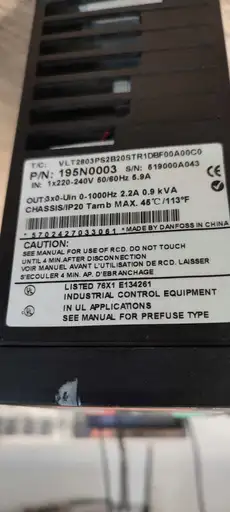 T/C: VLT2803PS2B20STR1DBF00A00C0
P/N: 195N0003 S/N: 519000A043
IN: 1x220-240V 50/60Hz 5.9A
OUT:3x0-Uin 0-1000Hz 2.2A 0.9 kVA
CHASSIS/IP20 Tamb MAX. 45°C/113°F
*5702427033061* *MADE BY DANFOSS IN CHINA
CAUTION:
SEE MANUAL FOR USE OF RCD. DO NOT TOUCH
UNTIL 4 MIN.AFTER DISCONNECTION
VOIR MANUEL AVANT L'UTILISATION DE RCD, LAISSER
S'ECOULER 4 MIN. AP. D'EBRANCHAGE
LISTED 76X1 E134261
INDUSTRIAL CONTROL EQUIPMENT
IN UL APPLICATIONS
SEE MANUAL FOR PREFUSE TYPE